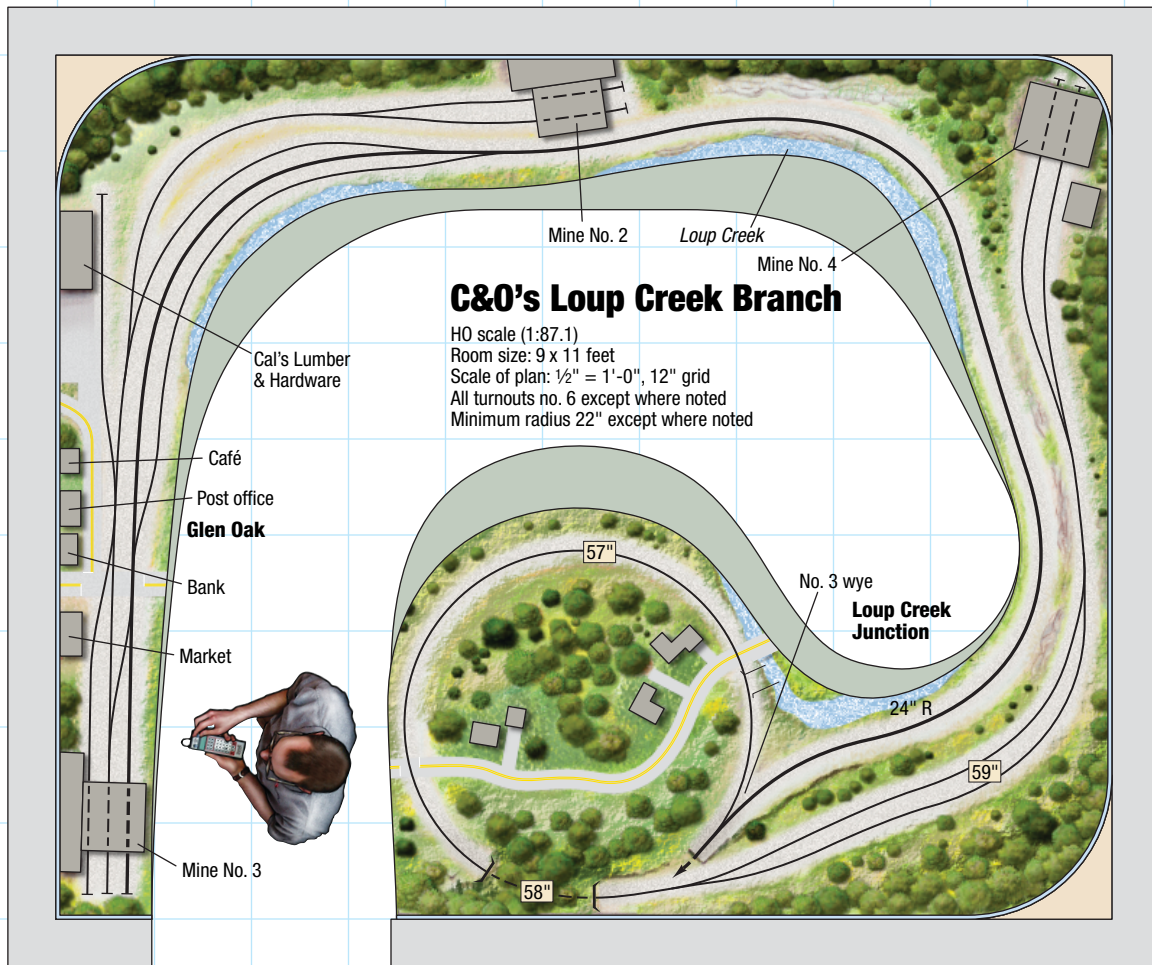 Mine No. 2
Loup Creek
Mine No. 4
C&O's Loup Creek Branch
HO scale (1:87.1)
Room size: 9 x 11 feet
Scale of plan: ½" = 1'-0", 12" grid
All turnouts no. 6 except where noted
Minimum radius 22" except where noted
Cal's Lumber
& Hardware
Café
Post office
Glen Oak
Bank
Market
Mine No. 3
57"
No. 3 wye
Loup Creek
Junction
24" R
59"
58"